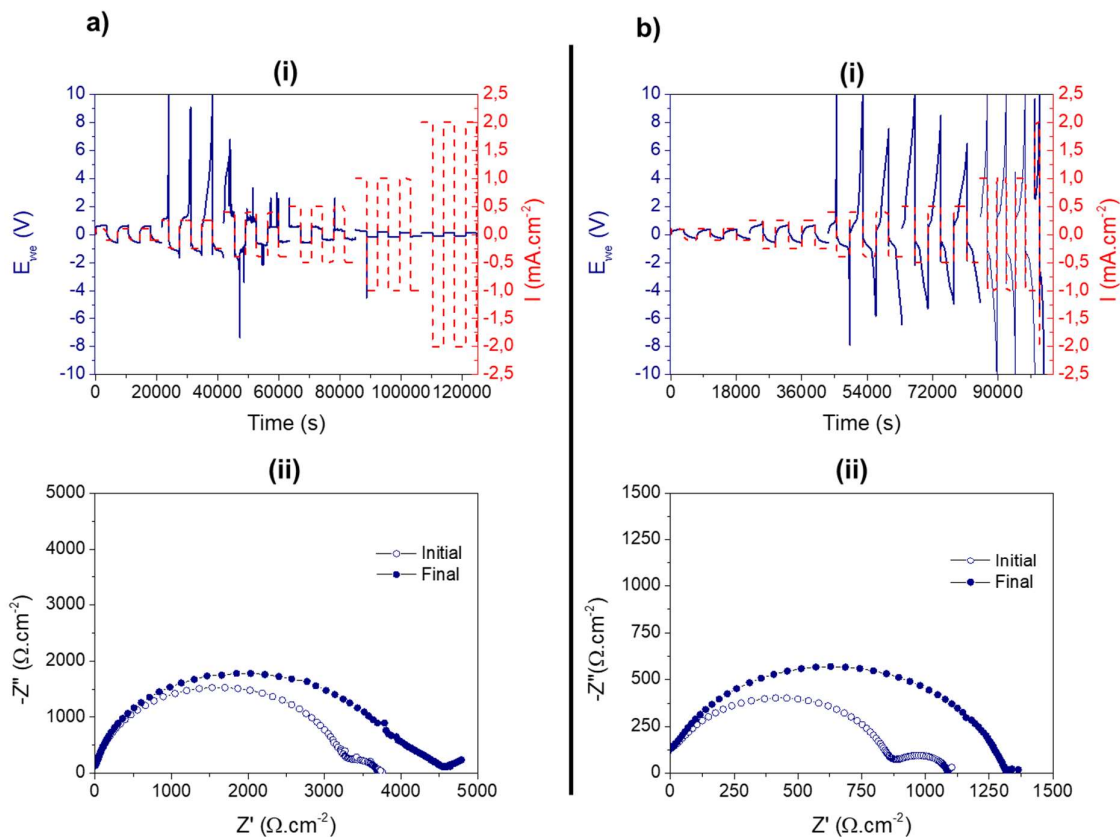 a)
(i)
10
8
6
4
2
0
-2
-4
-6
-8
-10
E_we (V)
2,5
2,0
1,5
1,0
0,5
0,0
-0,5
-1,0
-1,5
-2,0
-2,5
I (mA.cm⁻²)
0 20000 40000 60000 80000 100000 120000
Time (s)
(ii)
5000
4000
3000
2000
1000
0
-Z'' (Ω.cm⁻²)
Initial
Final
0 1000 2000 3000 4000 5000
Z' (Ω.cm⁻²)
b)
(i)
10
8
6
4
2
0
-2
-4
-6
-8
-10
E_we (V)
2,5
2,0
1,5
1,0
0,5
0,0
-0,5
-1,0
-1,5
-2,0
-2,5
I (mA.cm⁻²)
0 18000 36000 54000 72000 90000
Time (s)
(ii)
1500
1250
1000
750
500
250
0
-Z''(Ω.cm⁻²)
Initial
Final
0 250 500 750 1000 1250 1500
Z' (Ω.cm⁻²)